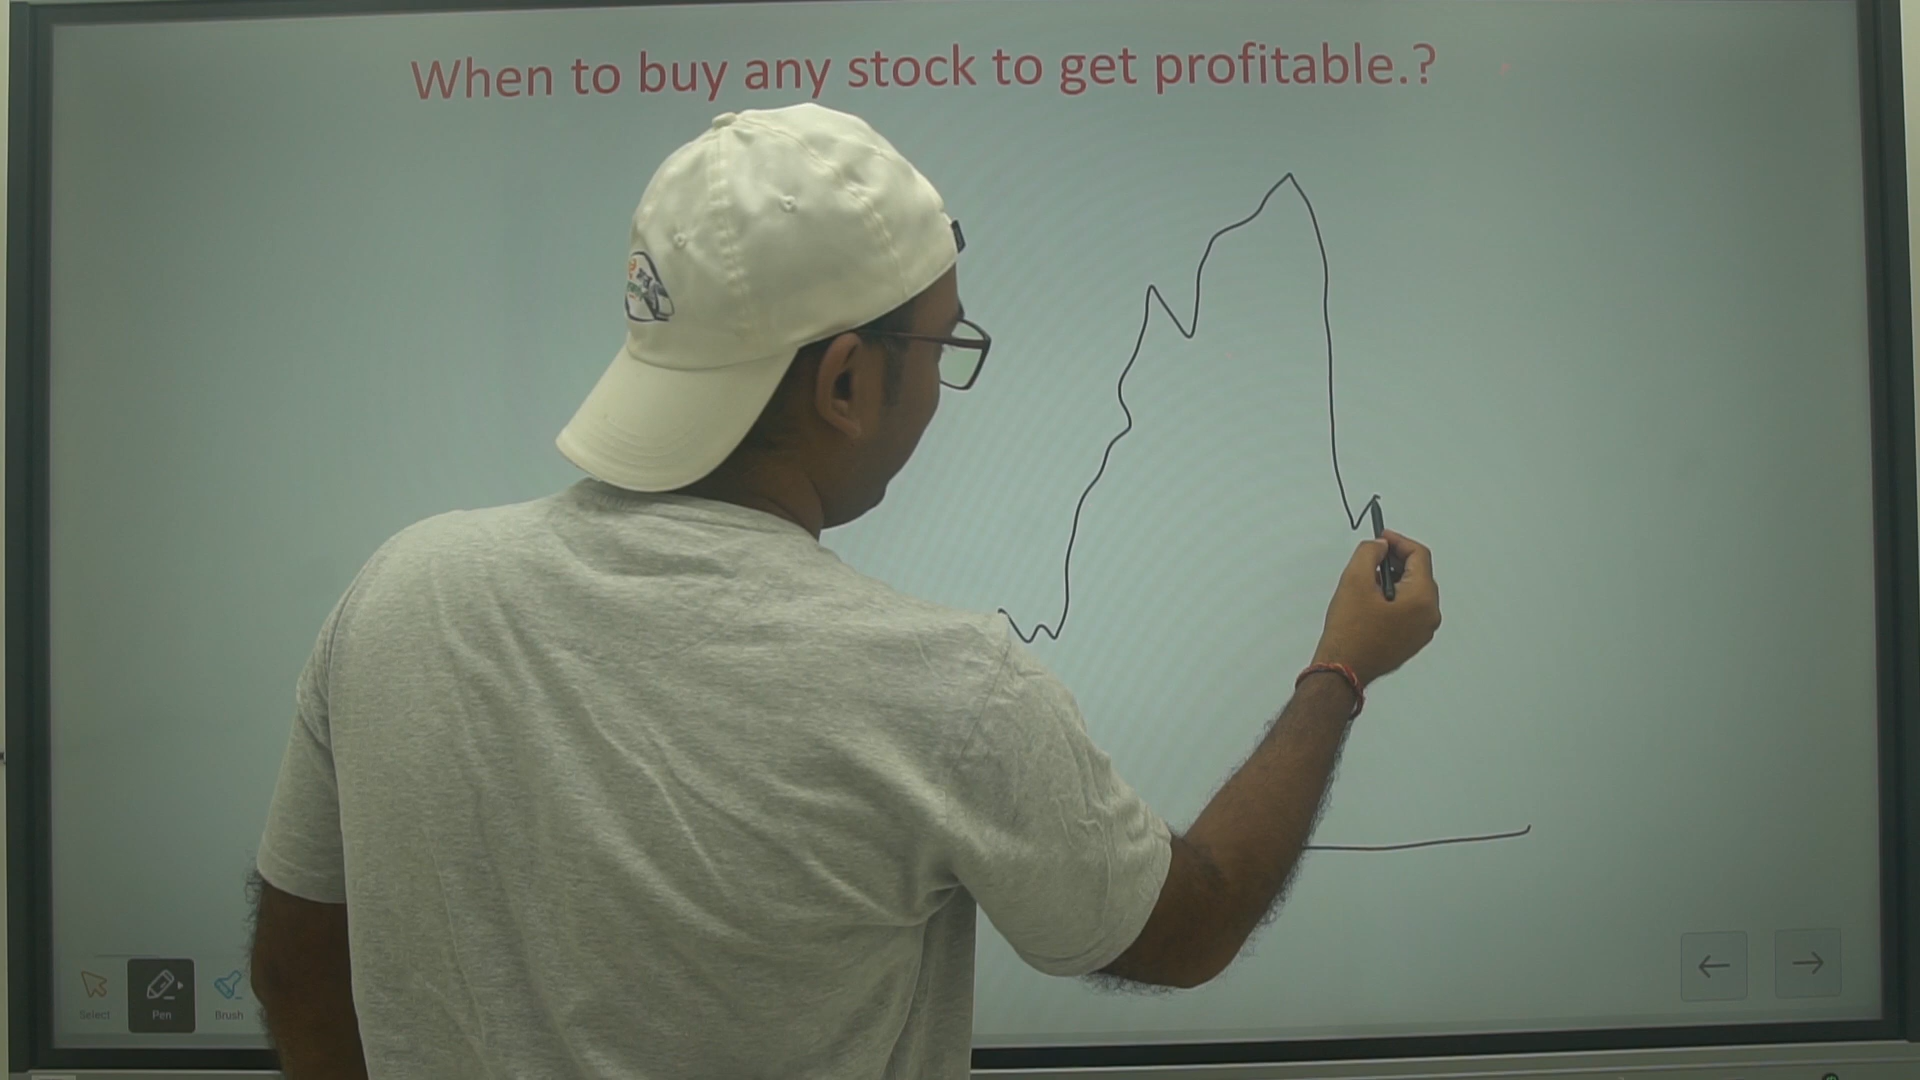 When to buy any stock to get profitable.?
Select
Pen
Brush